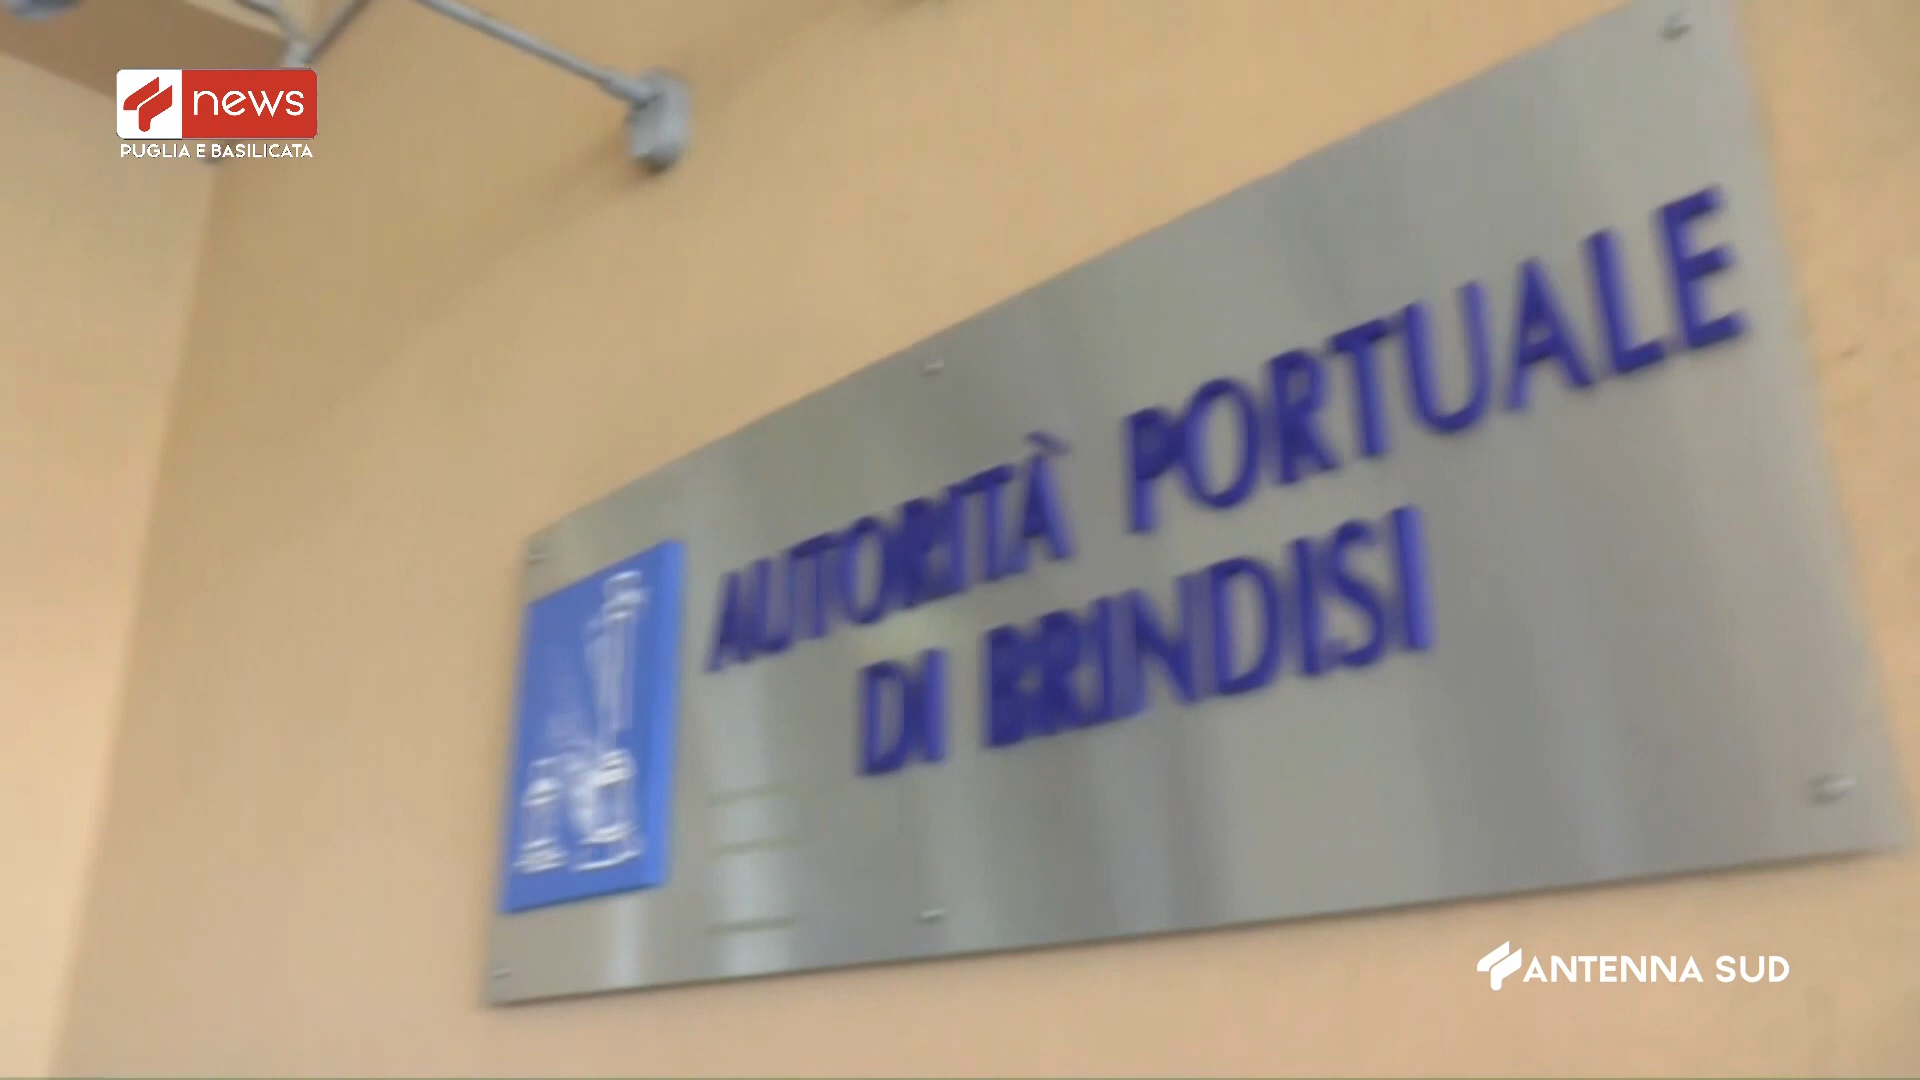 news
PUGLIA E BASILICATA
AUTORITÀ PORTUALE
DI BRINDISI
ANTENNA SUD